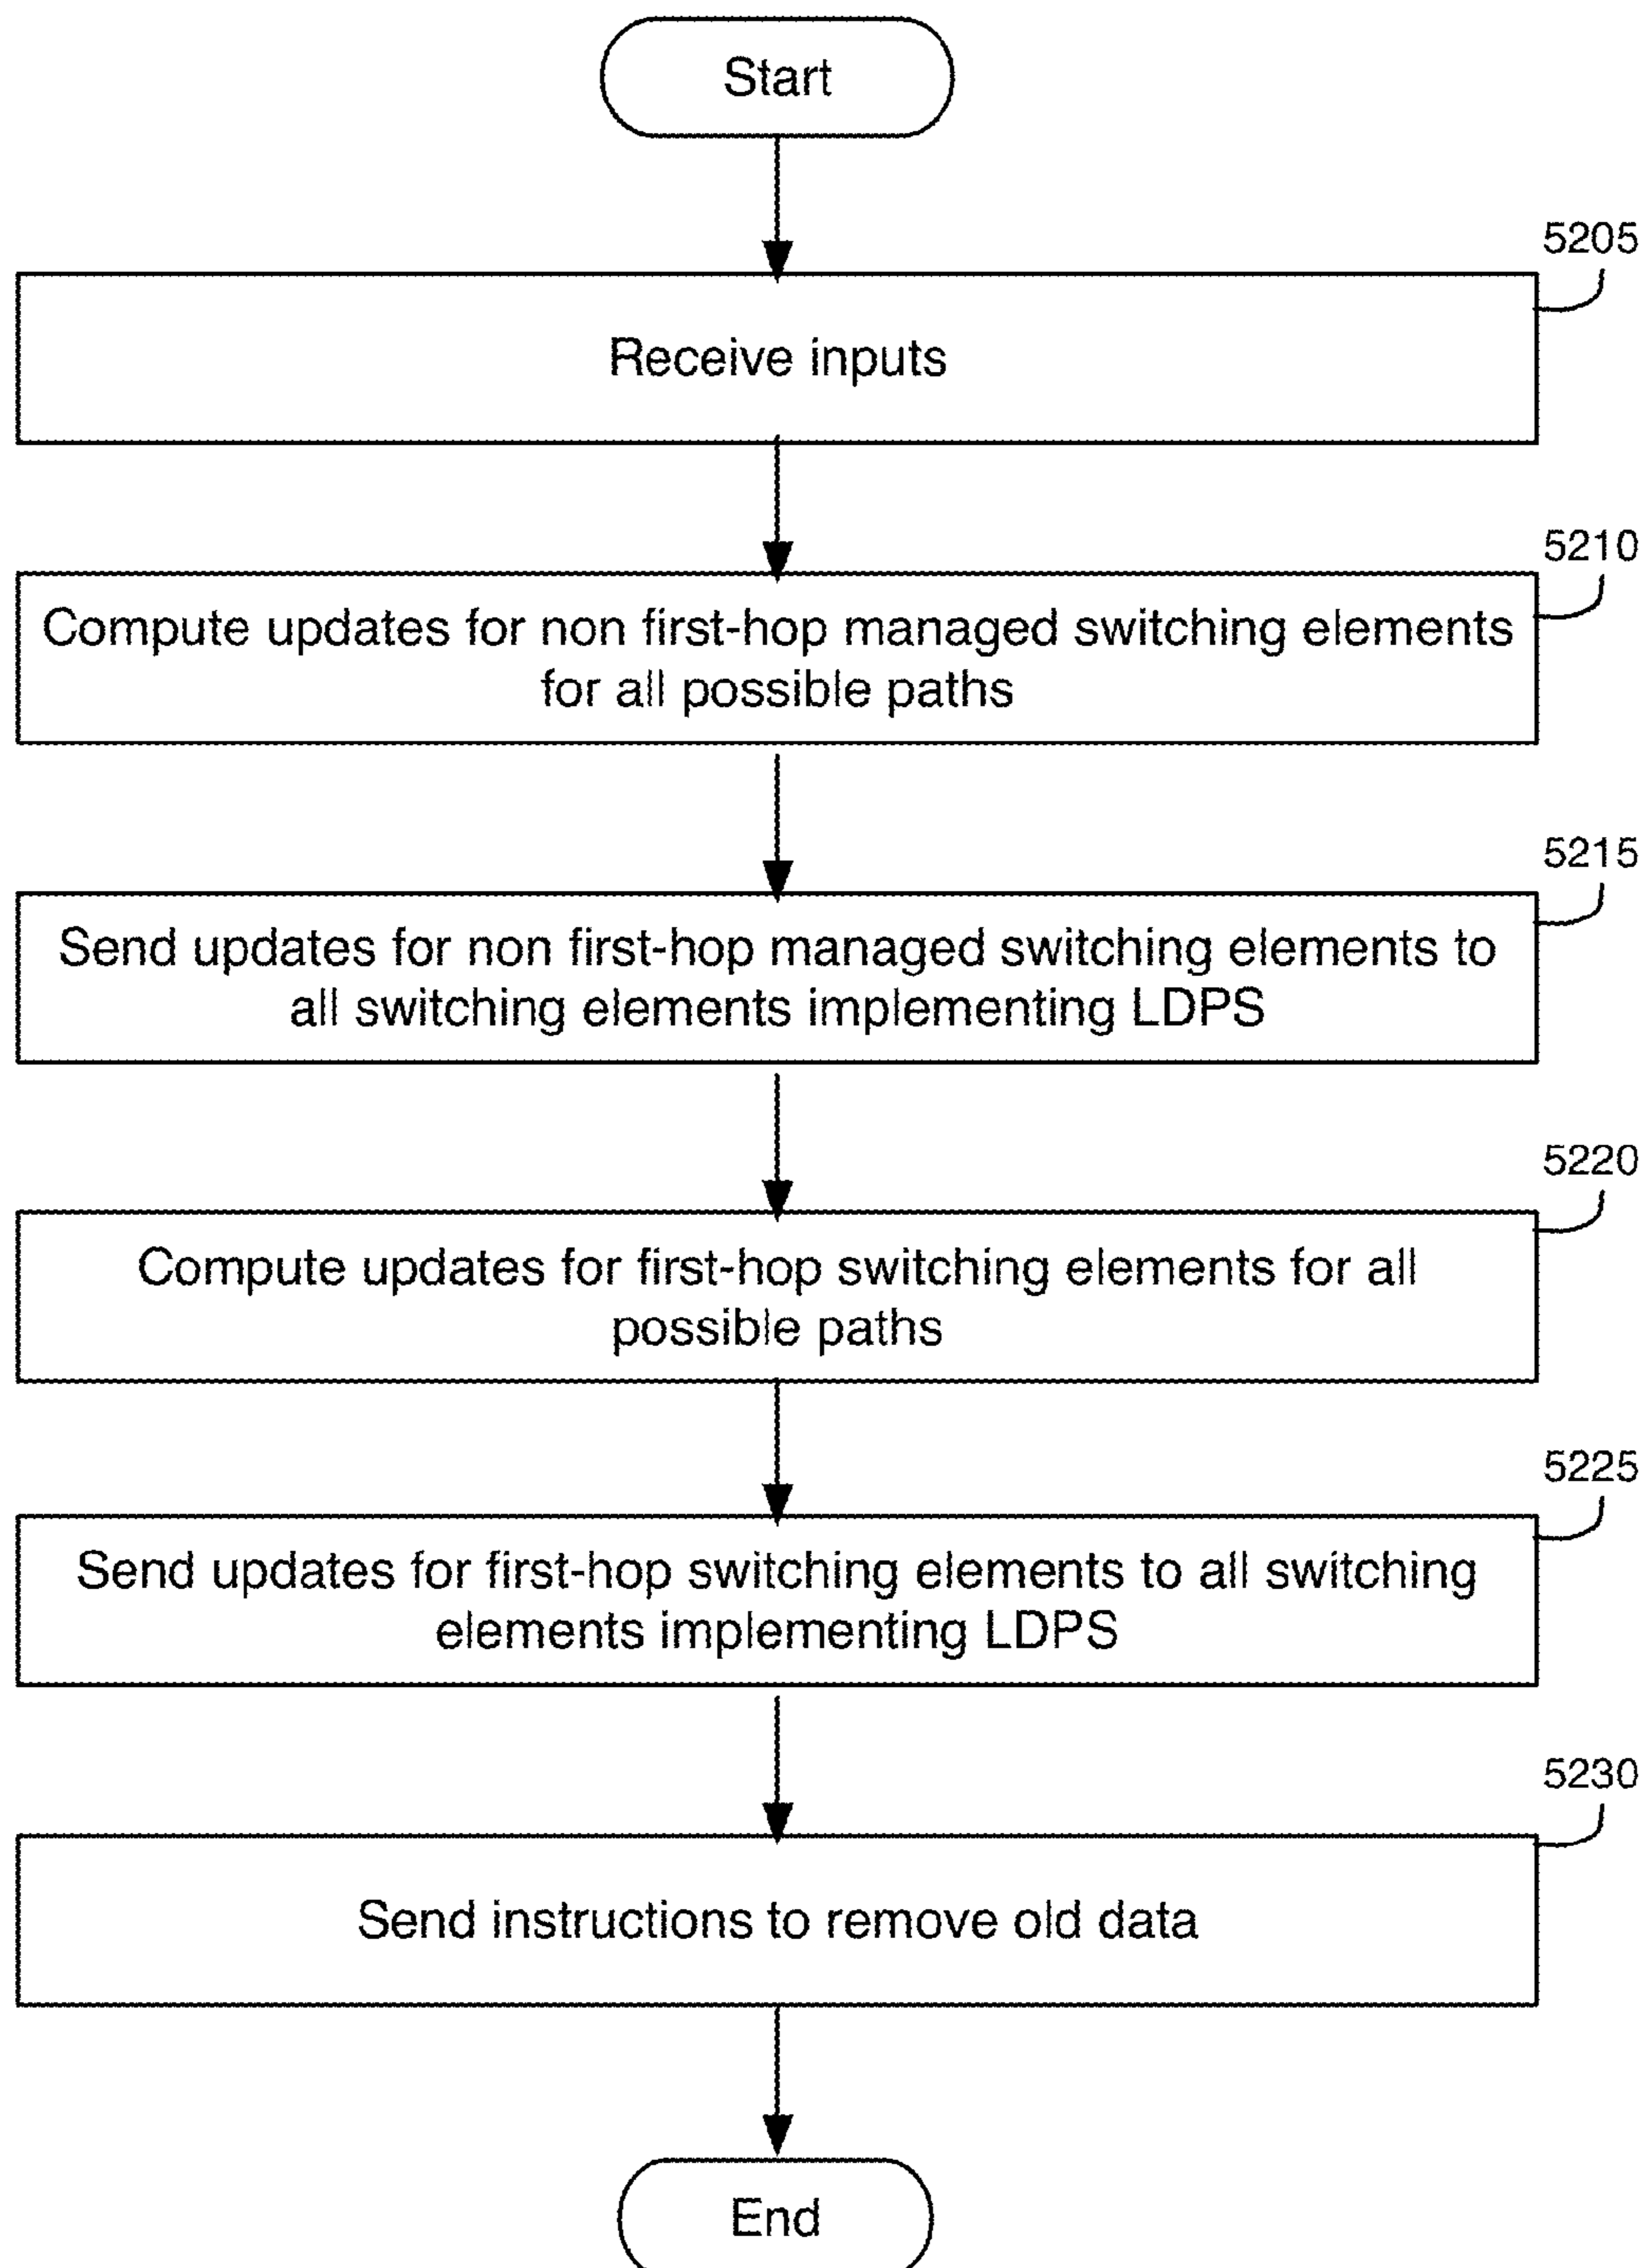 Start
5205
Receive inputs
5210
Compute updates for non first-hop managed switching elements
for all possible paths
5215
Send updates for non first-hop managed switching elements to
all switching elements implementing LDPS
5220
Compute updates for first-hop switching elements for all
possible paths
5225
Send updates for first-hop switching elements to all switching
elements implementing LDPS
5230
Send instructions to remove old data
End